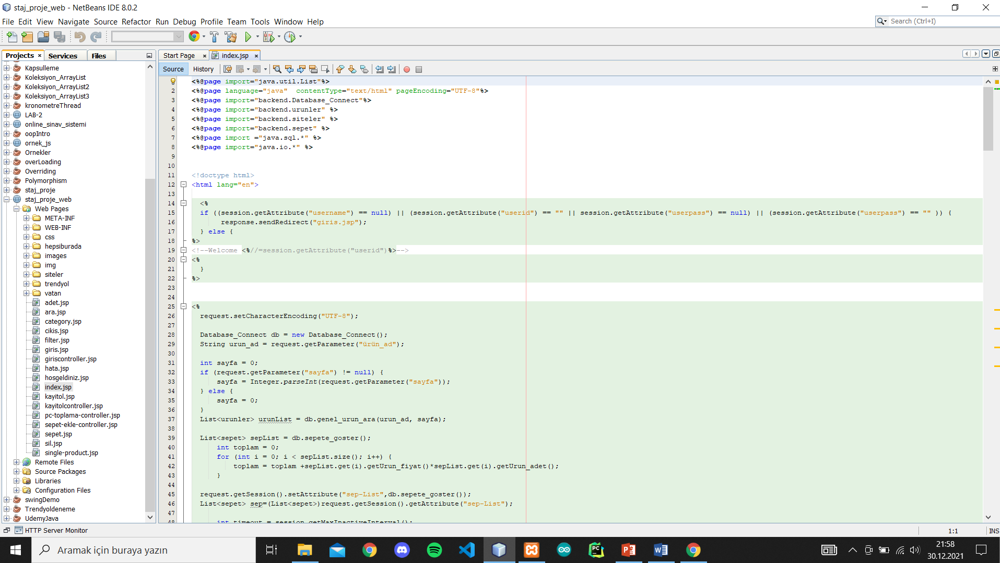 staj_proje_web - NetBeans IDE 8.0.2
File Edit View Navigate Source Refactor Run Debug Profile Team Tools Window Help
Search (Ctrl+I)
Projects
Services
Files
Start Page
index.jsp
Source
History
Kapsulleme
Koleksiyon_ArrayList
Koleksiyon_ArrayList2
Koleksiyon_ArrayList3
kronometreThread
LAB-2
online_sinav_sistemi
oopIntro
ornek_js
Ornekler
overLoading
Overriding
Polymorphism
staj_proje
staj_proje_web
Web Pages
META-INF
WEB-INF
css
hepsiburada
images
img
siteler
trendyol
vatan
adet.jsp
ara.jsp
category.jsp
cikis.jsp
filter.jsp
giris.jsp
giriscontroller.jsp
hata.jsp
hosgeldiniz.jsp
index.jsp
kayitol.jsp
kayitolcontroller.jsp
pc-toplama-controller.jsp
sepet-ekle-controller.jsp
sepet.jsp
sil.jsp
single-product.jsp
Remote Files
Source Packages
Libraries
Configuration Files
swingDemo
Trendyoldeneme
UdemyJava
<%@page import="java.util.List"%>
2 <%@page language="java"  contentType="text/html" pageEncoding="UTF-8"%>
3 <%@page import="backend.Database_Connect"%>
4 <%@page import="backend.urunler" %>
5 <%@page import="backend.siteler" %>
6 <%@page import="backend.sepet" %>
7 <%@page import ="java.sql.*" %>
8 <%@page import="java.io.*" %>
9
10
11 <!doctype html>
12 <html lang="en">
13
14 <%
15 if ((session.getAttribute("username") == null) || (session.getAttribute("userid") == "" || session.getAttribute("userpass") == null) || (session.getAttribute("userpass") == "" )) {
16 response.sendRedirect("giris.jsp");
17 } else {
18 %>
19 <!--Welcome <%//=session.getAttribute("userid")%>-->
20 <%
21 }
22 %>
23
24
25 <%
26 request.setCharacterEncoding("UTF-8");
27
28 Database_Connect db = new Database_Connect();
29 String urun_ad = request.getParameter("ürün_ad");
30
31 int sayfa = 0;
32 if (request.getParameter("sayfa") != null) {
33 sayfa = Integer.parseInt(request.getParameter("sayfa"));
34 } else {
35 sayfa = 0;
36 }
37 List<urunler> urunList = db.genel_urun_ara(urun_ad, sayfa);
38
39 List<sepet> sepList = db.sepete_goster();
40 int toplam = 0;
41 for (int i = 0; i < sepList.size(); i++) {
42 toplam = toplam +sepList.get(i).getUrun_fiyat()*sepList.get(i).getUrun_adet();
43 }
44
45 request.getSession().setAttribute("sep-List",db.sepete_goster());
46 List<sepet> sep=(List<sepet>)request.getSession().getAttribute("sep-List");
47
48 int timeout = session.getMaxInactiveInterval();
HTTP Server Monitor
1:1
INS
Aramak için buraya yazın
21:58
30.12.2021